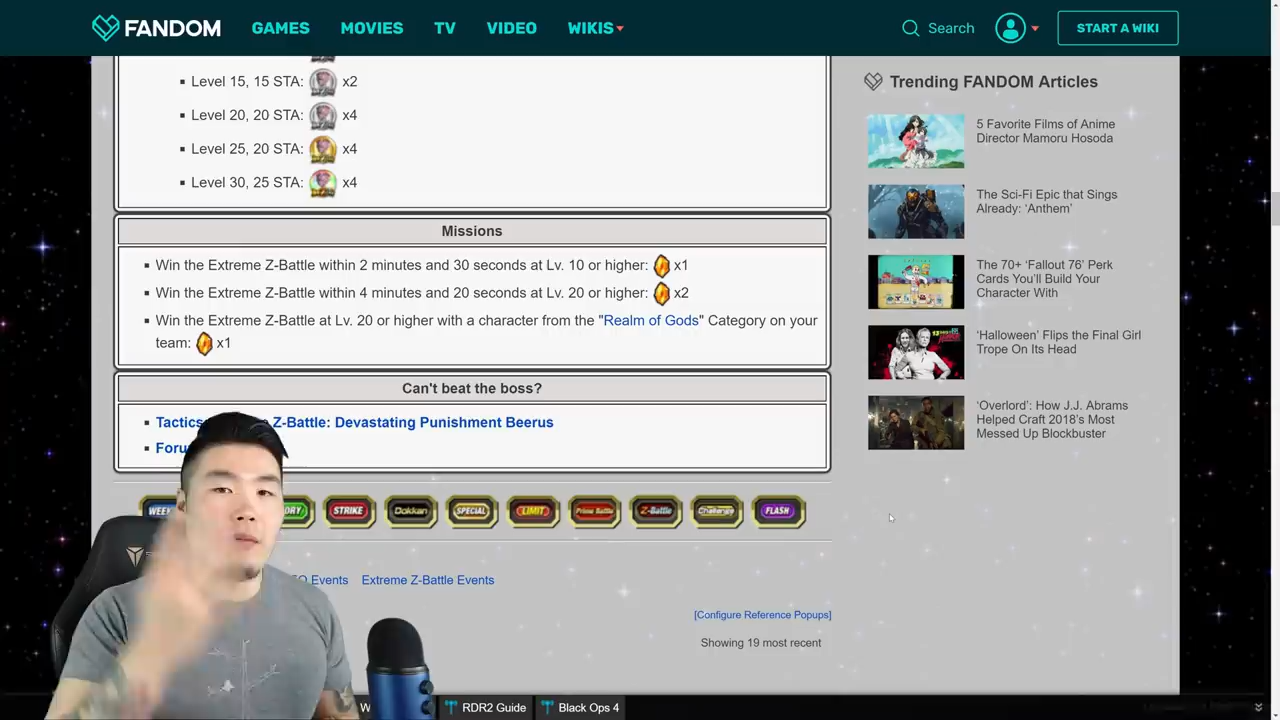 FANDOM GAMES MOVIES TV VIDEO WIKIS Search START A WIKI
Level 15, 15 STA: x2
Level 20, 20 STA: x4
Level 25, 20 STA: x4
Level 30, 25 STA: x4
Missions
Win the Extreme Z-Battle within 2 minutes and 30 seconds at Lv. 10 or higher: x1
Win the Extreme Z-Battle within 4 minutes and 20 seconds at Lv. 20 or higher: x2
Win the Extreme Z-Battle at Lv. 20 or higher with a character from the "Realm of Gods" Category on your
team: x1
Can't beat the boss?
Tactics Z-Battle: Devastating Punishment Beerus
STRIKE Dokkan SPECIAL LIMIT Prime Battle Z-Battle Challenge FLASH
Events Extreme Z-Battle Events
[Configure Reference Popups]
Showing 19 most recent
Trending FANDOM Articles
5 Favorite Films of Anime
Director Mamoru Hosoda
The Sci-Fi Epic that Sings
Already: ‘Anthem’
The 70+ ‘Fallout 76’ Perk
Cards You’ll Build Your
Character With
‘Halloween’ Flips the Final Girl
Trope On Its Head
‘Overlord’: How J.J. Abrams
Helped Craft 2018’s Most
Messed Up Blockbuster
RDR2 Guide Black Ops 4